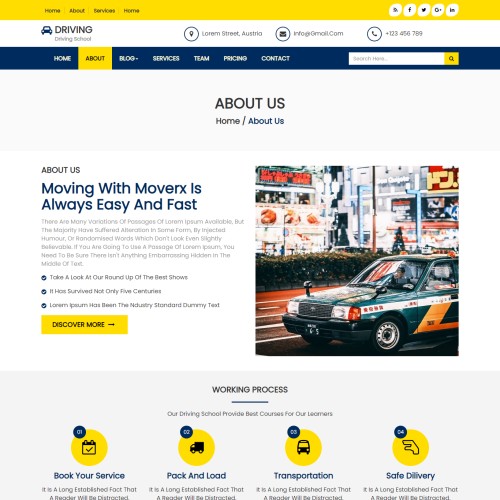 Home About Services Home
DRIVING
Driving School
Lorem Street, Austria
Info@Gmail.Com
+123 456 789
HOME ABOUT BLOG SERVICES TEAM PRICING CONTACT
Search Here...
ABOUT US
Home / About Us
ABOUT US
Moving With Moverx Is
Always Easy And Fast
There Are Many Variations Of Passages Of Lorem Ipsum Available, But
The Majority Have Suffered Alteration In Some Form, By Injected
Humour, Or Randomised Words Which Don't Look Even Slightly
Believable. If You Are Going To Use A Passage Of Lorem Ipsum, You
Need To Be Sure There Isn't Anything Embarrassing Hidden In The
Middle Of Text.
Take A Look At Our Round Up Of The Best Shows
It Has Survived Not Only Five Centuries
Lorem Ipsum Has Been The Ndustry Standard Dummy Text
DISCOVER MORE
WORKING PROCESS
Our Driving School Provide Best Courses For Our Learners
01 02 03 04
Book Your Service
Pack And Load
Transportation
Safe Dilivery
It Is A Long Established Fact That
A Reader Will Be Distracted.
It Is A Long Established Fact That
A Reader Will Be Distracted.
It Is A Long Established Fact That
A Reader Will Be Distracted.
It Is A Long Established Fact That
A Reader Will Be Distracted.